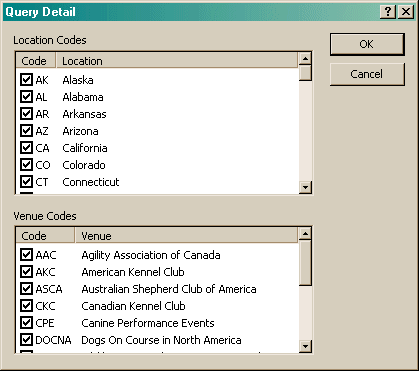 Query Detail
Location Codes
OK
Code Location
Cancel
AK Alaska
AL Alabama
AR Arkansas
AZ Arizona
CA California
CO Colorado
CT Connecticut
Venue Codes
Code Venue
AAC Agility Association of Canada
AKC American Kennel Club
ASCA Australian Shepherd Club of America
CKC Canadian Kennel Club
CPE Canine Performance Events
DOCNA Dogs On Course in North America